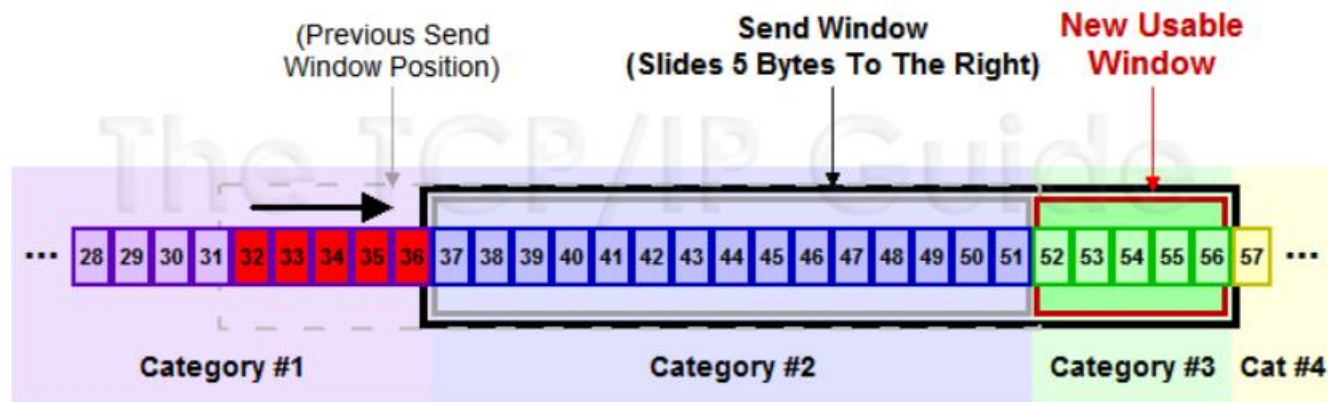 (Previous Send
Window Position)
Send Window
(Slides 5 Bytes To The Right)
New Usable
Window
The TCP/IP Guide
... 28 29 30 31 32 33 34 35 36 37 38 39 40 41 42 43 44 45 46 47 48 49 50 51 52 53 54 55 56 57 ...
Category #1
Category #2
Category #3
Cat #4